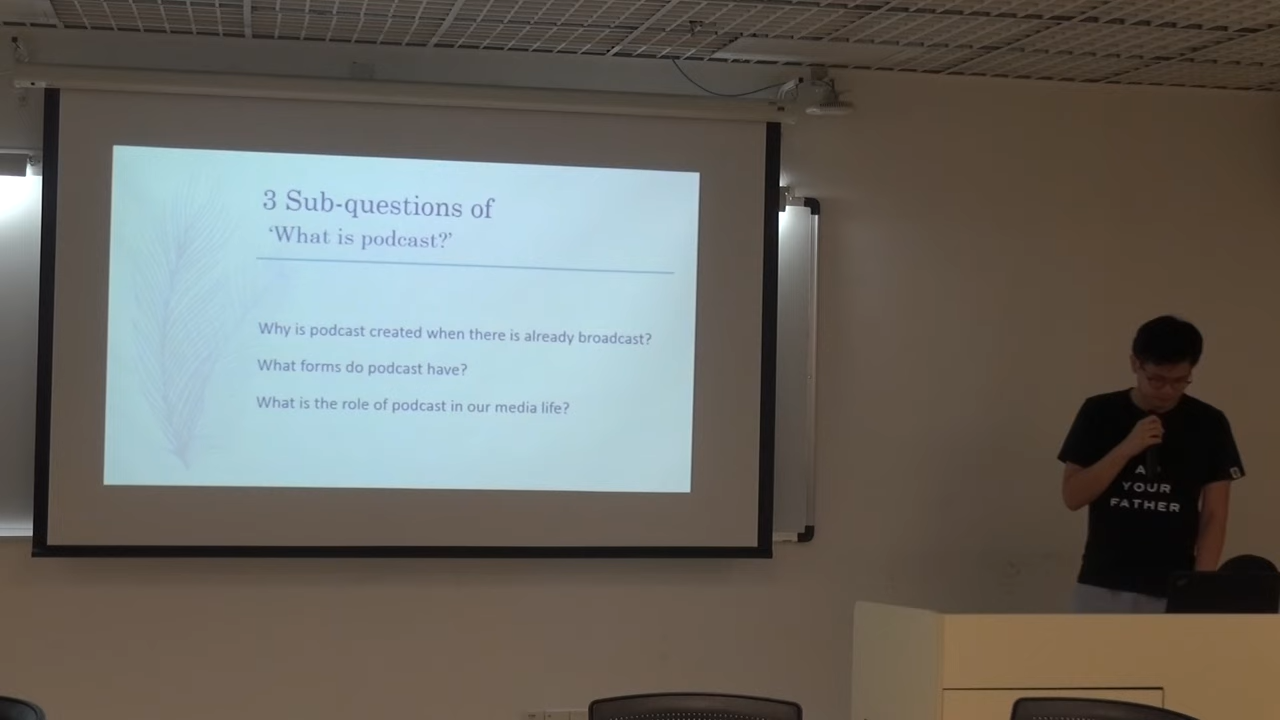 3 Sub-questions of
‘What is podcast?’
Why is podcast created when there is already broadcast?
What forms do podcast have?
What is the role of podcast in our media life?
YOUR
FATHER